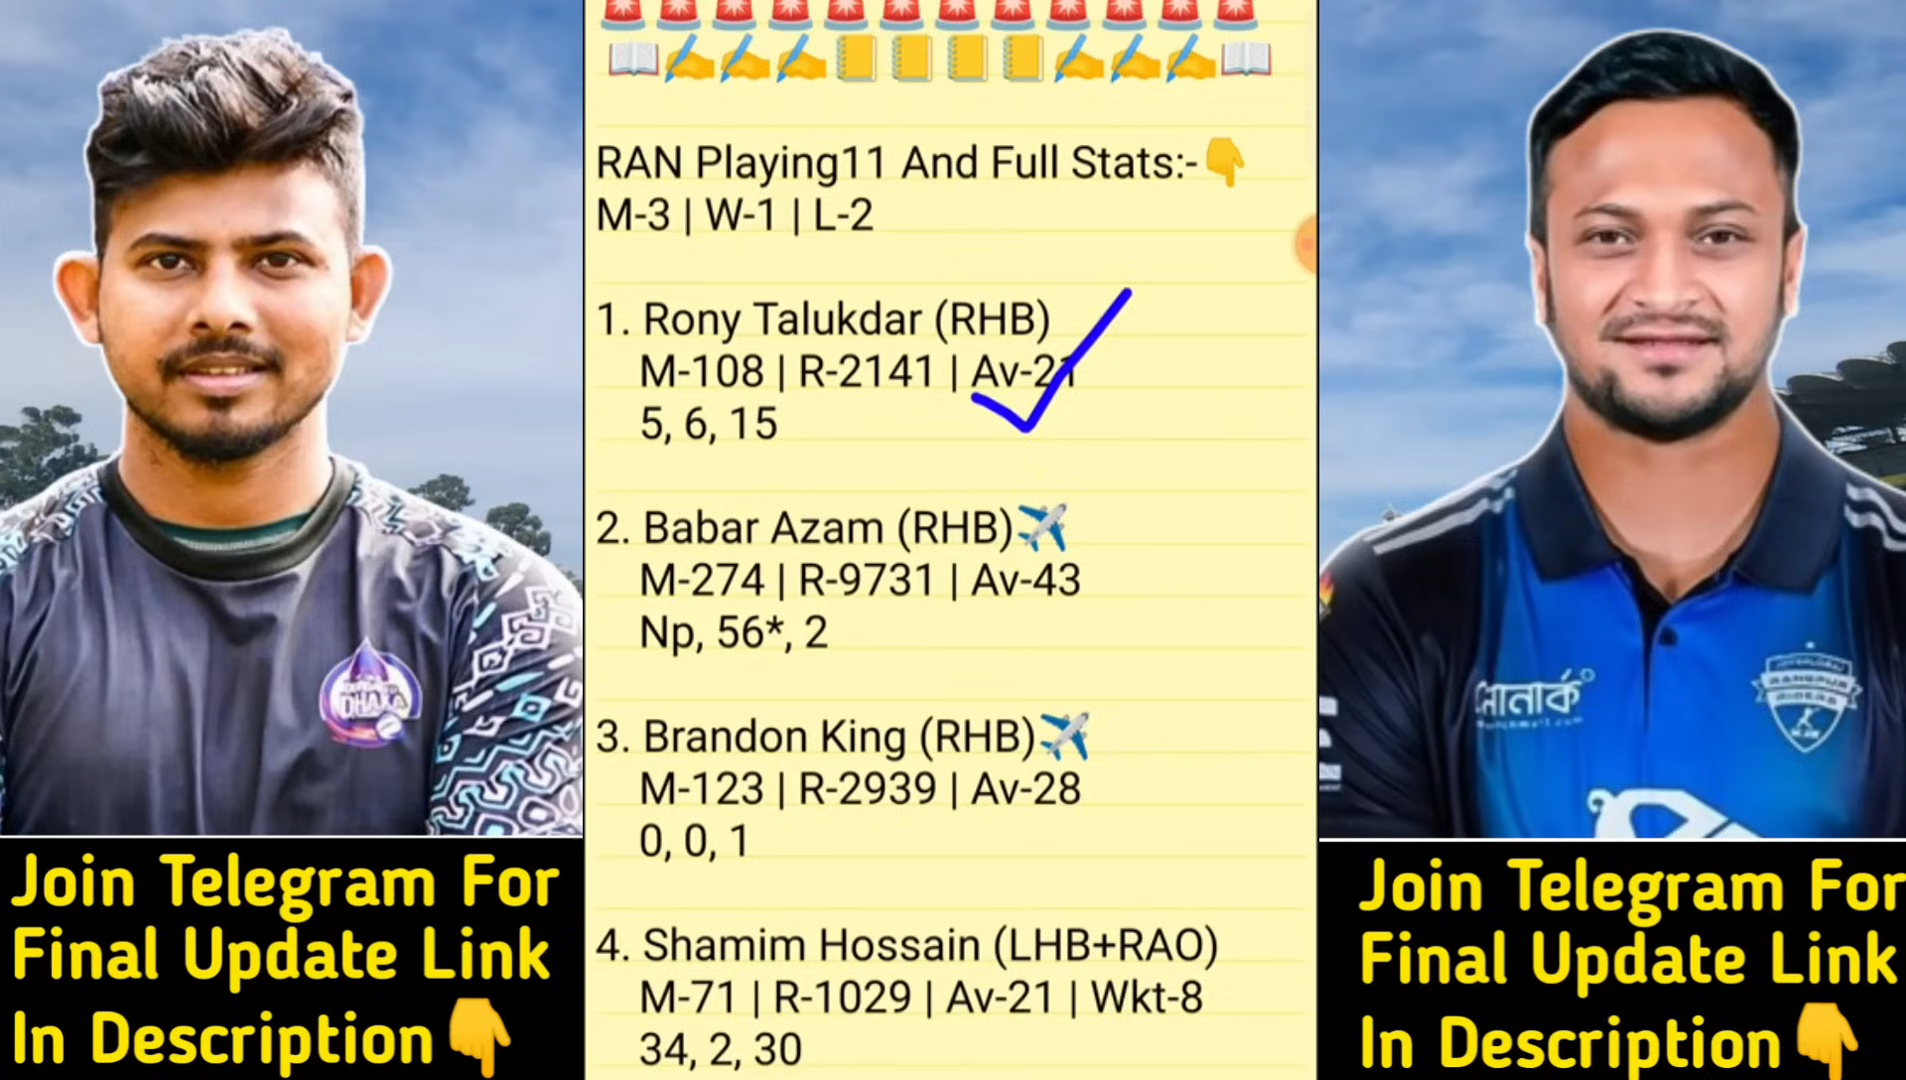 RAN Playing11 And Full Stats:-👇
M-3 | W-1 | L-2
1. Rony Talukdar (RHB)
M-108 | R-2141 | Av-21
5, 6, 15
2. Babar Azam (RHB)✈️
M-274 | R-9731 | Av-43
Np, 56*, 2
3. Brandon King (RHB)✈️
M-123 | R-2939 | Av-28
0, 0, 1
4. Shamim Hossain (LHB+RAO)
M-71 | R-1029 | Av-21 | Wkt-8
34, 2, 30
DHAKA
Join Telegram For
Final Update Link
In Description👇
সোনার্ক
RANGPUR
RIDERS
Join Telegram For
Final Update Link
In Description👇